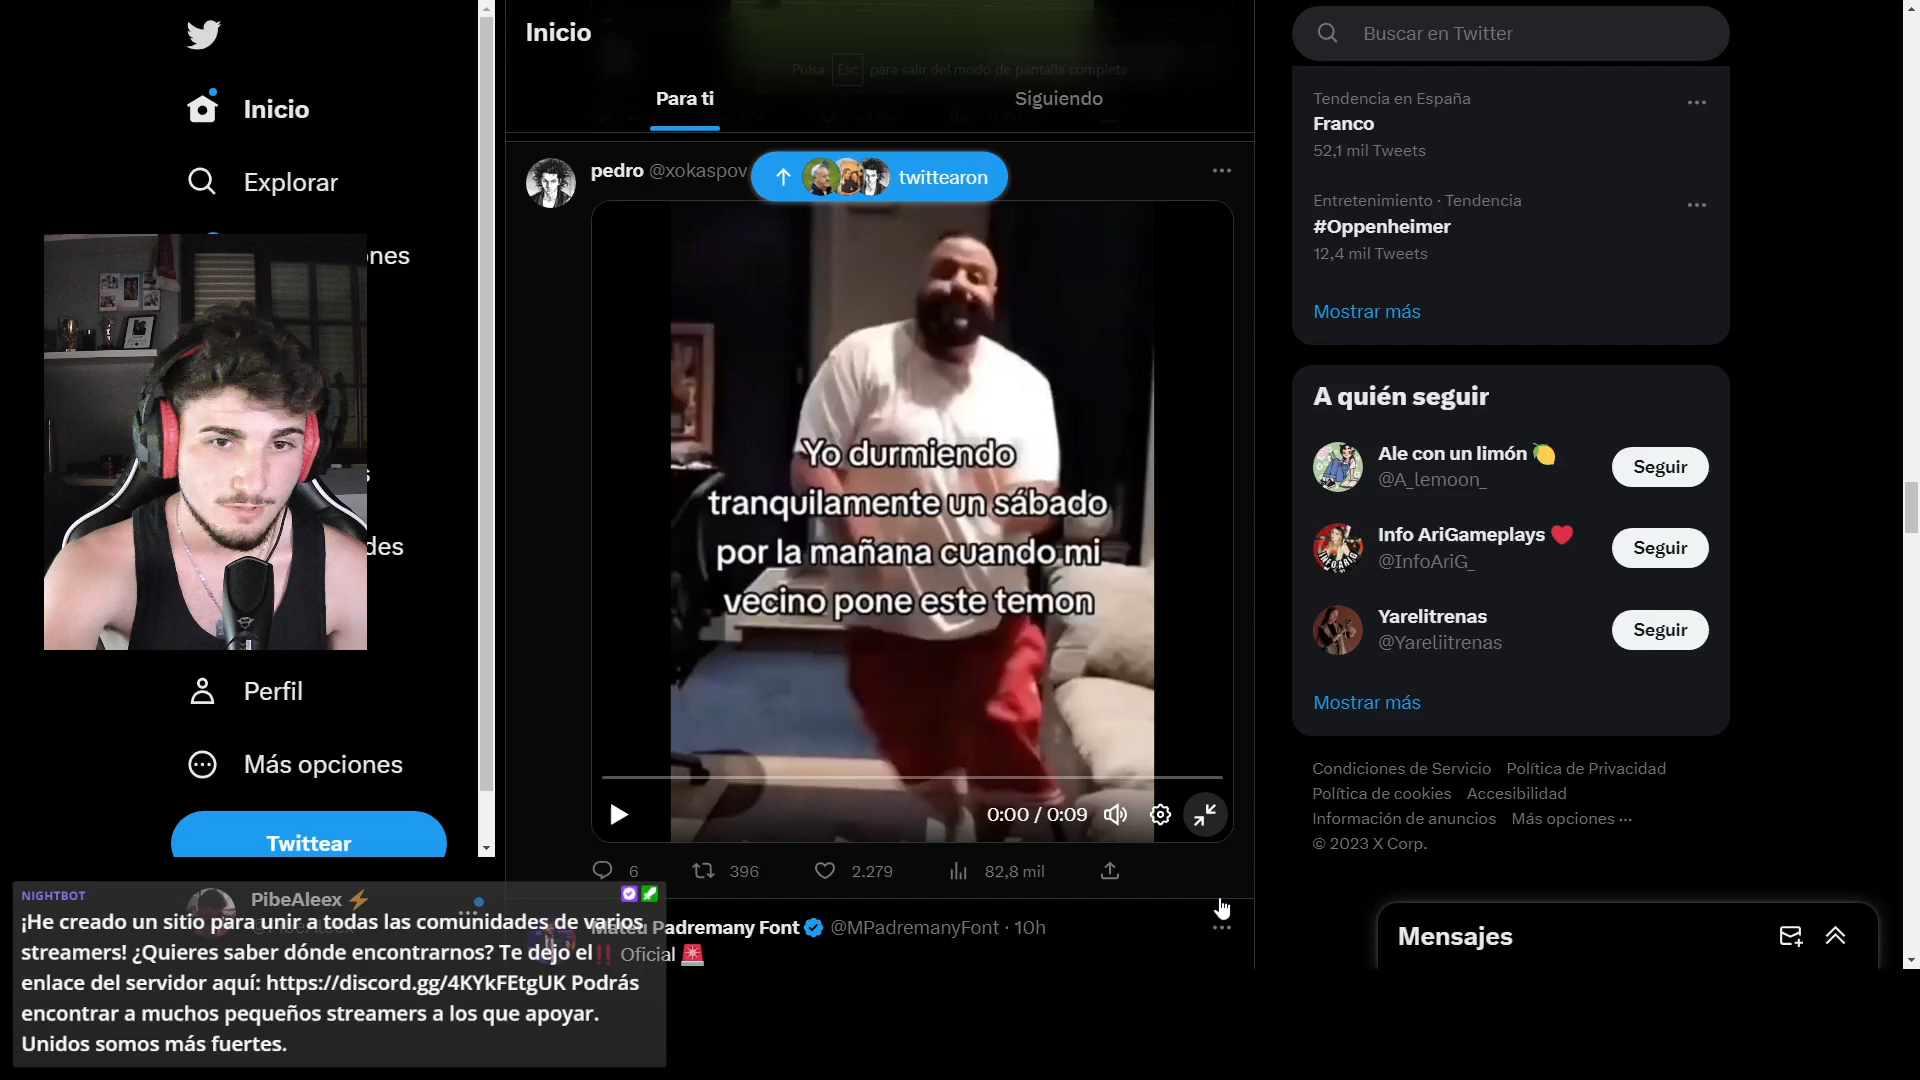 Inicio
Explorar
ones
des
Perfil
Más opciones
Twittear
PibeAleex ⚡
NIGHTBOT
¡He creado un sitio para unir a todas las comunidades de varios
streamers! ¿Quieres saber dónde encontrarnos? Te dejo el
enlace del servidor aquí: https://discord.gg/4KYkFEtgUK Podrás
encontrar a muchos pequeños streamers a los que apoyar.
Unidos somos más fuertes.
Inicio
Pulsa Esc para salir del modo de pantalla completa
Para ti
Siguiendo
pedro @xokaspov
twittearon
Yo durmiendo
tranquilamente un sábado
por la mañana cuando mi
vecino pone este temon
0:00 / 0:09
6 396 2.279 82,8 mil
Mateu Padremany Font @MPadremanyFont · 10h
‼️ Oficial 🚨
Buscar en Twitter
Tendencia en España
Franco
52,1 mil Tweets
Entretenimiento · Tendencia
#Oppenheimer
12,4 mil Tweets
Mostrar más
A quién seguir
Ale con un limón 🍋
@A_lemoon_
Seguir
Info AriGameplays ❤️
@InfoAriG_
Seguir
Yarelitrenas
@Yareliitrenas
Seguir
Mostrar más
Condiciones de Servicio Política de Privacidad
Política de cookies Accesibilidad
Información de anuncios Más opciones ···
© 2023 X Corp.
Mensajes